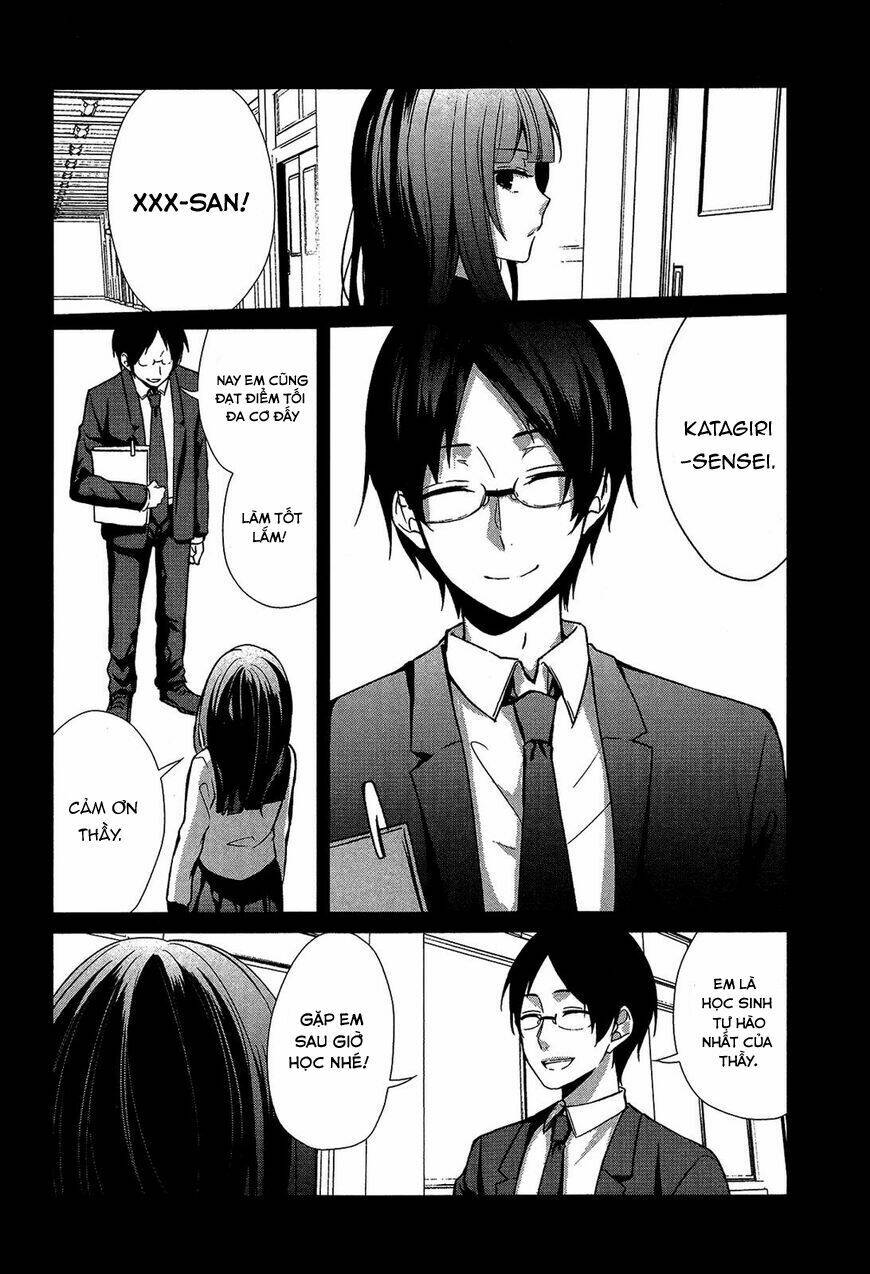 XXX-SAN!
KATAGIRI
-SENSEI.
NAY EM CŨNG
ĐẠT ĐIỂM TỐI
ĐA CƠ ĐẤY
LÀM TỐT
LẮM!
CẢM ƠN
THẦY.
EM LÀ
HỌC SINH
TỰ HÀO
NHẤT CỦA
THẦY.
GẶP EM
SAU GIỜ
HỌC NHÉ!